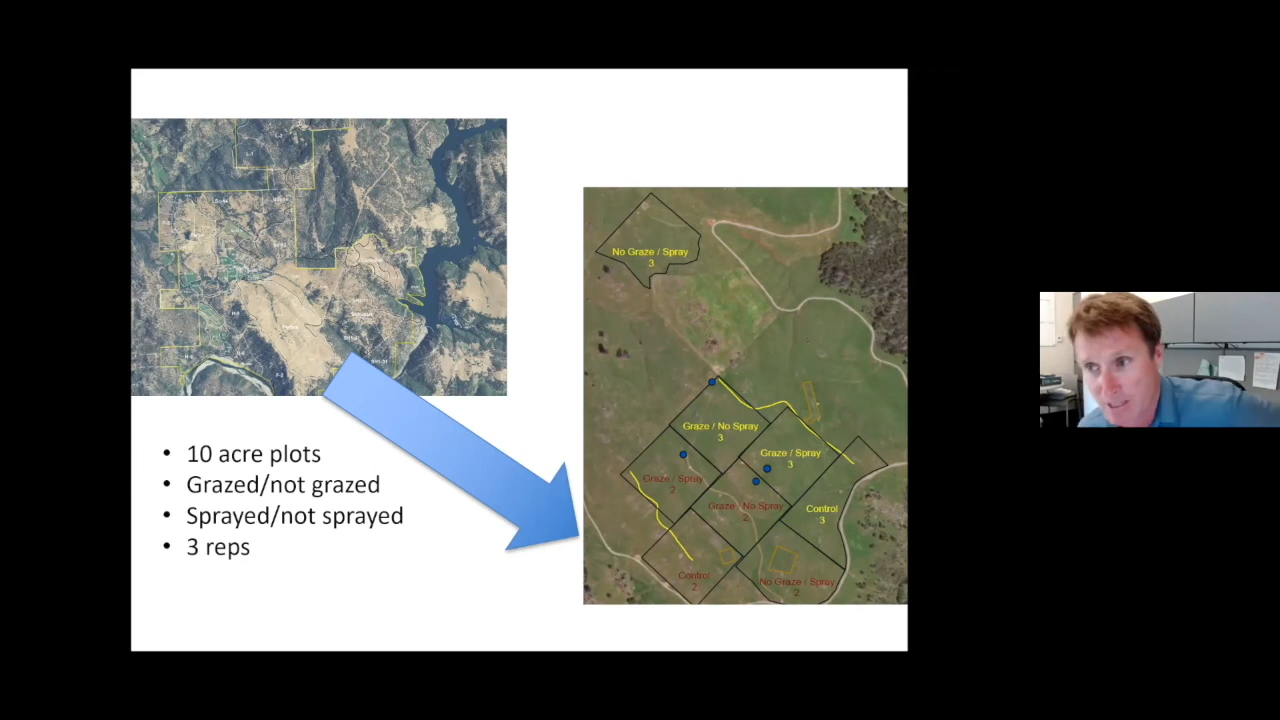 • 10 acre plots
• Grazed/not grazed
• Sprayed/not sprayed
• 3 reps
No Graze / Spray
3
Graze / No Spray
3
Graze / Spray
3
Graze / Spray
2
Graze / No Spray
2
Control
3
Control
2
No Graze / Spray
2